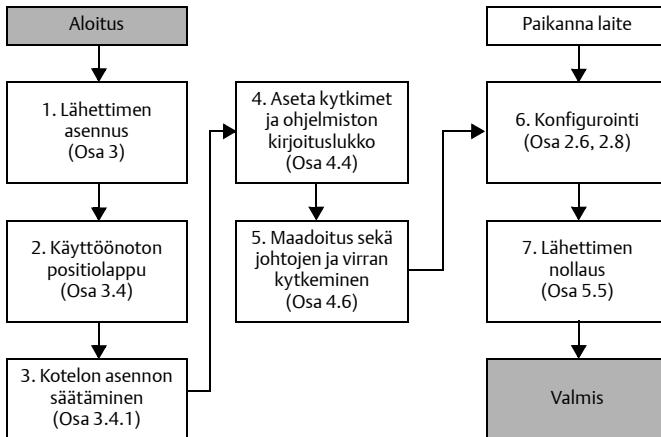 Aloitus
1. Lähettimen
asennus
(Osa 3)
2. Käyttöönoton
positiolappu
(Osa 3.4)
3. Kotelon asennon
säätäminen
(Osa 3.4.1)
4. Aseta kytkimet
ja ohjelmiston
kirjoituslukko
(Osa 4.4)
5. Maadoitus sekä
johtojen ja virran
kytkeminen
(Osa 4.6)
Paikanna laite
6. Konfigurointi
(Osa 2.6, 2.8)
7. Lähettimen
nollaus
(Osa 5.5)
Valmis